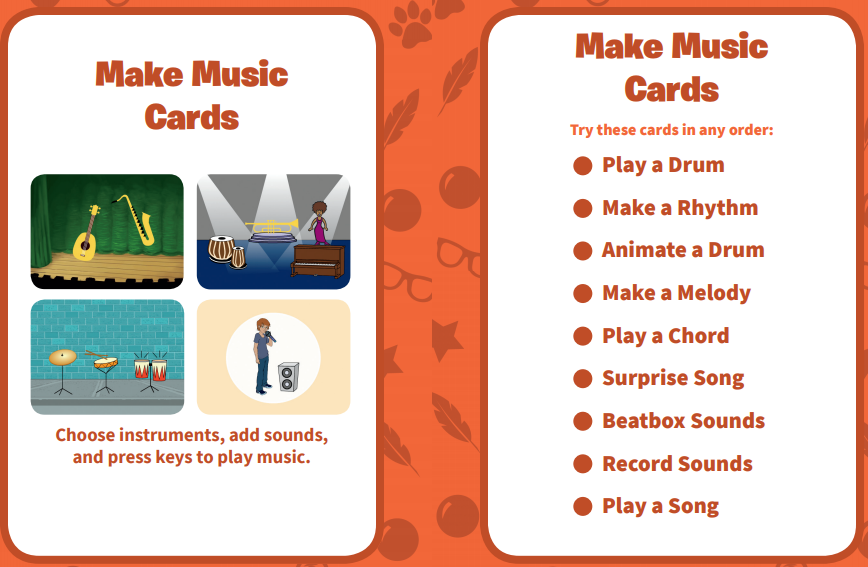 Make Music
Cards
Choose instruments, add sounds,
and press keys to play music.
Make Music
Cards
Try these cards in any order:
Play a Drum
Make a Rhythm
Animate a Drum
Make a Melody
Play a Chord
Surprise Song
Beatbox Sounds
Record Sounds
Play a Song